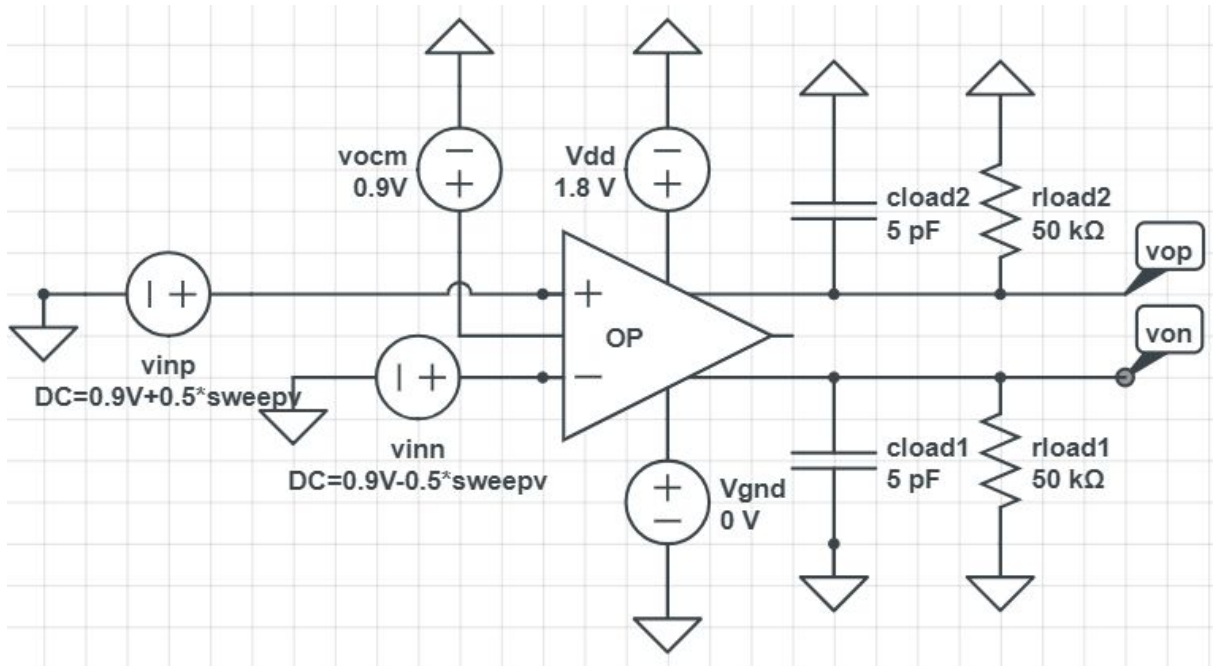 vocm
0.9V
Vdd
1.8 V
cload2
5 pF
rload2
50 kΩ
vop
OP
von
vinp
DC=0.9V+0.5*sweepv
vinn
DC=0.9V-0.5*sweepv
Vgnd
0 V
cload1
5 pF
rload1
50 kΩ